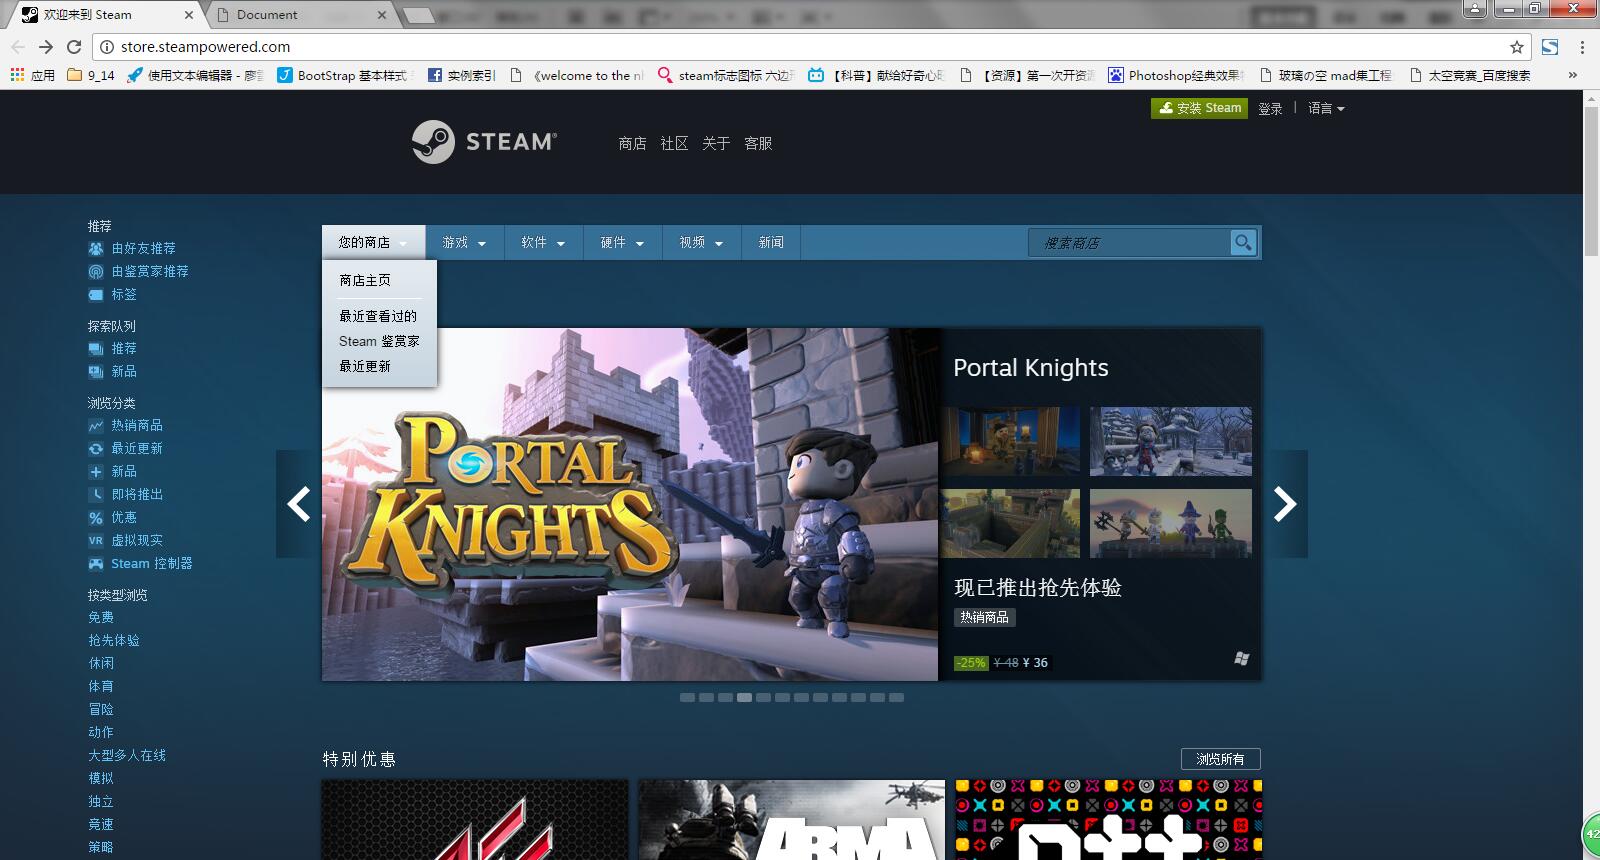 欢迎来到 Steam
Document
store.steampowered.com
应用
9_14
使用文本编辑器 - 廖
BootStrap 基本样式
实例索引
《welcome to the n
steam标志图标 六边
【科普】献给好奇心
【资源】第一次开资
Photoshop经典效果
玻璃の空 mad集工程
太空竞赛_百度搜索
»
安装 Steam
登录
语言
STEAM®
商店
社区
关于
客服
推荐
由好友推荐
由鉴赏家推荐
标签
探索队列
推荐
新品
浏览分类
热销商品
最近更新
新品
即将推出
优惠
VR 虚拟现实
Steam 控制器
按类型浏览
免费
抢先体验
休闲
体育
冒险
动作
大型多人在线
模拟
独立
竞速
策略
您的商店
游戏
软件
硬件
视频
新闻
搜索商店
商店主页
最近查看过的
Steam 鉴赏家
最近更新
PORTAL
KNIGHTS
Portal Knights
现已推出抢先体验
热销商品
-25% ¥ 48 ¥ 36
特别优惠
浏览所有
ARMA
42